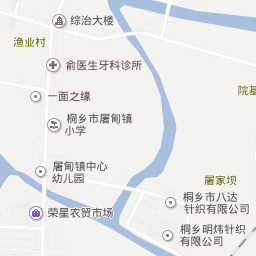 综治大楼
渔业村
俞医生牙科诊所
院基
一面之缘
桐乡市屠甸镇
小学
屠甸镇中心
幼儿园
屠家坝
桐乡市八达
针织有限公司
荣星农贸市场
桐乡明炜针织
有限公司